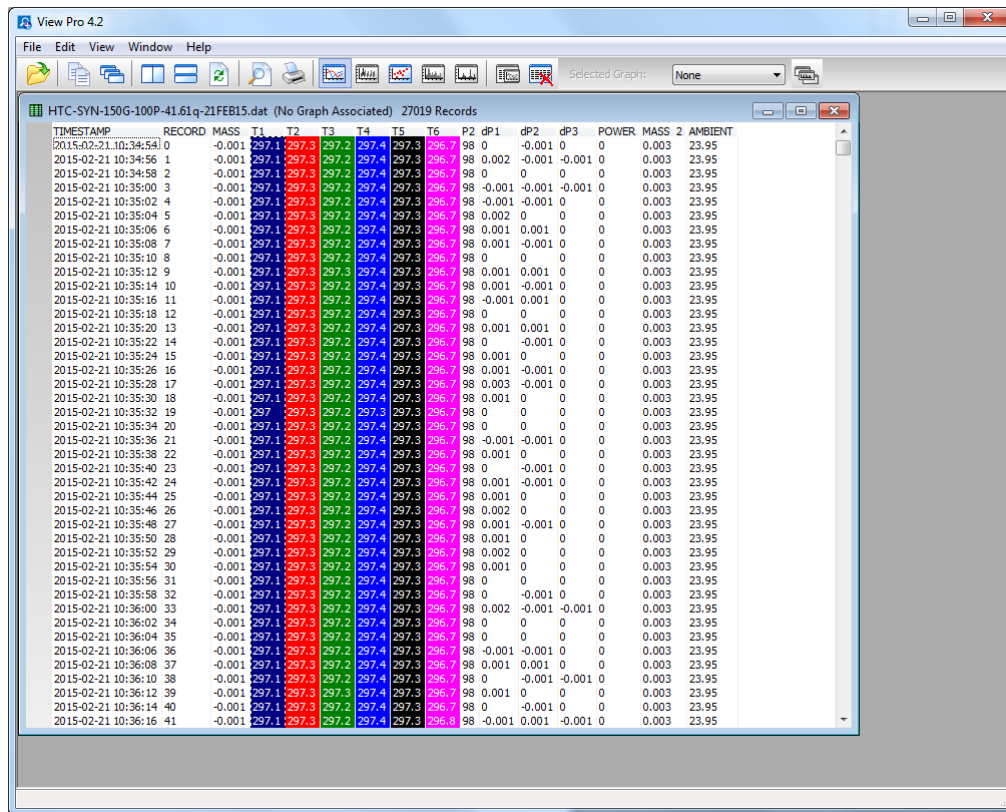 View Pro 4.2
File Edit View Window Help
Selected Graph: None
HTC-SYN-150G-100P-41.61q-21FEB15.dat (No Graph Associated) 27019 Records
TIMESTAMP RECORD MASS T1 T2 T3 T4 T5 T6 P2 dP1 dP2 dP3 POWER MASS 2 AMBIENT
2015-02-21 10:34:54 0 -0.001 297.1 297.3 297.2 297.4 297.3 296.7 98 0 -0.001 0 0 0.003 23.95
2015-02-21 10:34:56 1 -0.001 297.1 297.3 297.2 297.4 297.3 296.7 98 0.002 -0.001 -0.001 0 0.003 23.95
2015-02-21 10:34:58 2 -0.001 297.1 297.3 297.2 297.4 297.3 296.7 98 0 0 0 0 0.003 23.95
2015-02-21 10:35:00 3 -0.001 297.1 297.3 297.2 297.4 297.3 296.7 98 -0.001 -0.001 -0.001 0 0.003 23.95
2015-02-21 10:35:02 4 -0.001 297.1 297.3 297.2 297.4 297.3 296.7 98 -0.001 -0.001 0 0 0.003 23.95
2015-02-21 10:35:04 5 -0.001 297.1 297.3 297.2 297.4 297.3 296.7 98 0.002 0 0 0 0.003 23.95
2015-02-21 10:35:06 6 -0.001 297.1 297.3 297.2 297.4 297.3 296.7 98 0.001 0.001 0 0 0.003 23.95
2015-02-21 10:35:08 7 -0.001 297.1 297.3 297.2 297.4 297.3 296.7 98 0.001 -0.001 0 0 0.003 23.95
2015-02-21 10:35:10 8 -0.001 297.1 297.3 297.2 297.4 297.3 296.7 98 0 0 0 0 0.003 23.95
2015-02-21 10:35:12 9 -0.001 297.1 297.3 297.3 297.4 297.3 296.7 98 0.001 0.001 0 0 0.003 23.95
2015-02-21 10:35:14 10 -0.001 297.1 297.3 297.2 297.4 297.3 296.7 98 0.001 -0.001 0 0 0.003 23.95
2015-02-21 10:35:16 11 -0.001 297.1 297.3 297.2 297.4 297.3 296.7 98 -0.001 0.001 0 0 0.003 23.95
2015-02-21 10:35:18 12 -0.001 297.1 297.3 297.2 297.4 297.3 296.7 98 0 0 0 0 0.003 23.95
2015-02-21 10:35:20 13 -0.001 297.1 297.3 297.2 297.4 297.3 296.7 98 0.001 0.001 0 0 0.003 23.95
2015-02-21 10:35:22 14 -0.001 297.1 297.3 297.2 297.4 297.3 296.7 98 0 -0.001 0 0 0.003 23.95
2015-02-21 10:35:24 15 -0.001 297.1 297.3 297.2 297.4 297.3 296.7 98 0.001 0 0 0 0.003 23.95
2015-02-21 10:35:26 16 -0.001 297.1 297.3 297.2 297.4 297.3 296.7 98 0.001 -0.001 0 0 0.003 23.95
2015-02-21 10:35:28 17 -0.001 297.1 297.3 297.2 297.4 297.3 296.7 98 0.003 -0.001 0 0 0.003 23.95
2015-02-21 10:35:30 18 -0.001 297.1 297.3 297.2 297.4 297.3 296.7 98 0.001 0 0 0 0.003 23.95
2015-02-21 10:35:32 19 -0.001 297 297.3 297.2 297.3 297.3 296.7 98 0 0 0 0 0.003 23.95
2015-02-21 10:35:34 20 -0.001 297.1 297.3 297.2 297.4 297.3 296.7 98 0 0 0 0 0.003 23.95
2015-02-21 10:35:36 21 -0.001 297.1 297.3 297.2 297.4 297.3 296.7 98 -0.001 -0.001 0 0 0.003 23.95
2015-02-21 10:35:38 22 -0.001 297.1 297.3 297.2 297.4 297.3 296.7 98 0.001 0 0 0 0.003 23.95
2015-02-21 10:35:40 23 -0.001 297.1 297.3 297.2 297.4 297.3 296.7 98 0 -0.001 0 0 0.003 23.95
2015-02-21 10:35:42 24 -0.001 297.1 297.3 297.2 297.4 297.3 296.7 98 0.001 -0.001 0 0 0.003 23.95
2015-02-21 10:35:44 25 -0.001 297.1 297.3 297.2 297.4 297.3 296.7 98 0.001 0 0 0 0.003 23.95
2015-02-21 10:35:46 26 -0.001 297.1 297.3 297.2 297.4 297.3 296.7 98 0.002 0 0 0 0.003 23.95
2015-02-21 10:35:48 27 -0.001 297.1 297.3 297.2 297.4 297.3 296.7 98 0.001 -0.001 0 0 0.003 23.95
2015-02-21 10:35:50 28 -0.001 297.1 297.3 297.2 297.4 297.3 296.7 98 0.001 0 0 0 0.003 23.95
2015-02-21 10:35:52 29 -0.001 297.1 297.3 297.2 297.4 297.3 296.7 98 0.002 0 0 0 0.003 23.95
2015-02-21 10:35:54 30 -0.001 297.1 297.3 297.2 297.4 297.3 296.7 98 0.001 0 0 0 0.003 23.95
2015-02-21 10:35:56 31 -0.001 297.1 297.3 297.2 297.4 297.3 296.7 98 0 0 0 0 0.003 23.95
2015-02-21 10:35:58 32 -0.001 297.1 297.3 297.2 297.4 297.3 296.7 98 0 -0.001 0 0 0.003 23.95
2015-02-21 10:36:00 33 -0.001 297.1 297.3 297.2 297.4 297.3 296.7 98 0.002 -0.001 -0.001 0 0.003 23.95
2015-02-21 10:36:02 34 -0.001 297.1 297.3 297.2 297.4 297.3 296.7 98 0 0 0 0 0.003 23.95
2015-02-21 10:36:04 35 -0.001 297.1 297.3 297.2 297.4 297.3 296.7 98 0 0 0 0 0.003 23.95
2015-02-21 10:36:06 36 -0.001 297.1 297.3 297.2 297.4 297.3 296.7 98 -0.001 -0.001 0 0 0.003 23.95
2015-02-21 10:36:08 37 -0.001 297.1 297.3 297.2 297.4 297.3 296.7 98 0.001 0.001 0 0 0.003 23.95
2015-02-21 10:36:10 38 -0.001 297.1 297.3 297.2 297.4 297.3 296.7 98 0 -0.001 -0.001 0 0.003 23.95
2015-02-21 10:36:12 39 -0.001 297.1 297.3 297.3 297.4 297.3 296.7 98 0.001 0 0 0 0.003 23.95
2015-02-21 10:36:14 40 -0.001 297.1 297.3 297.2 297.4 297.3 296.7 98 0 -0.001 0 0 0.003 23.95
2015-02-21 10:36:16 41 -0.001 297.1 297.3 297.2 297.4 297.3 296.8 98 -0.001 0.001 -0.001 0 0.003 23.95